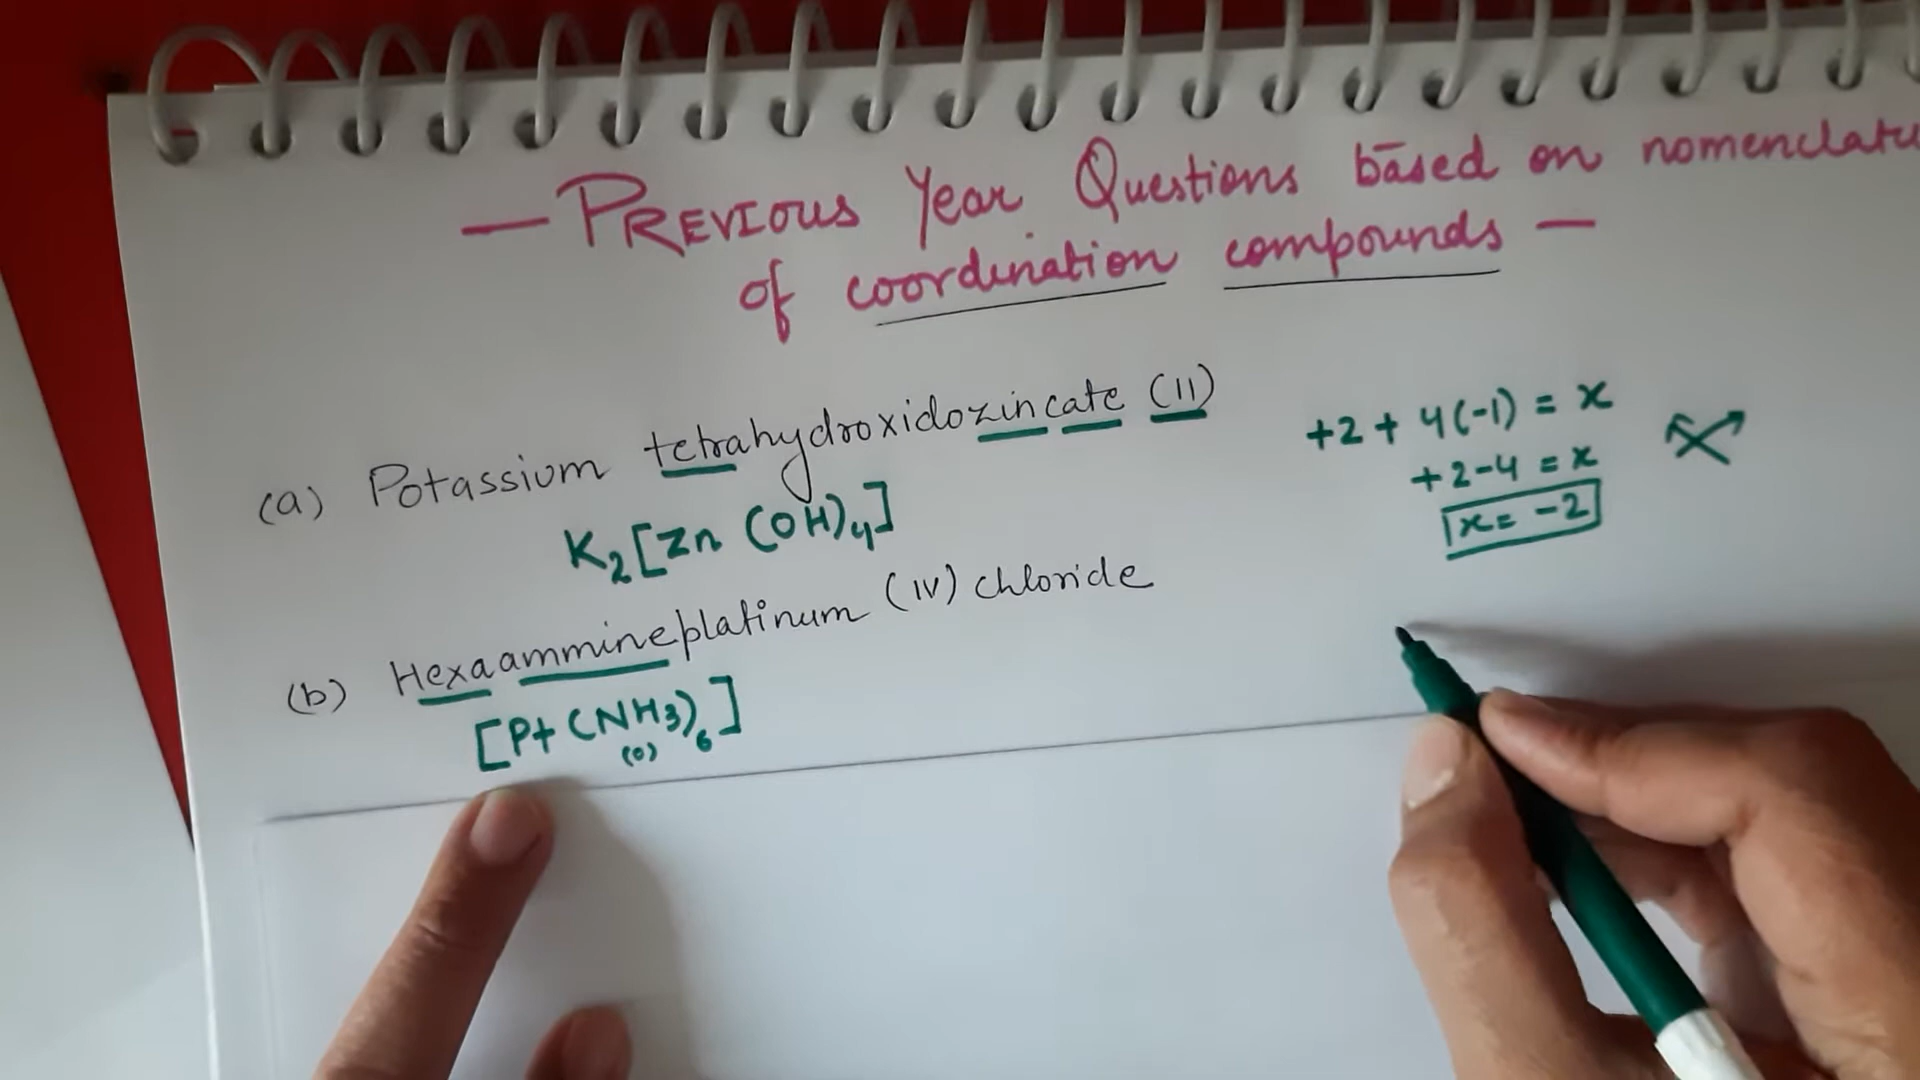 — PREVIOUS Year Questions based on nomenclatu
of coordination compounds —
(a) Potassium tetrahydroxidozincate (II)
K2[Zn (OH)4]
+2 + 4(-1) = x
+2-4 = x
x= -2
(b) Hexaammineplatinum (IV) chloride
[Pt (NH3)6]
(0)